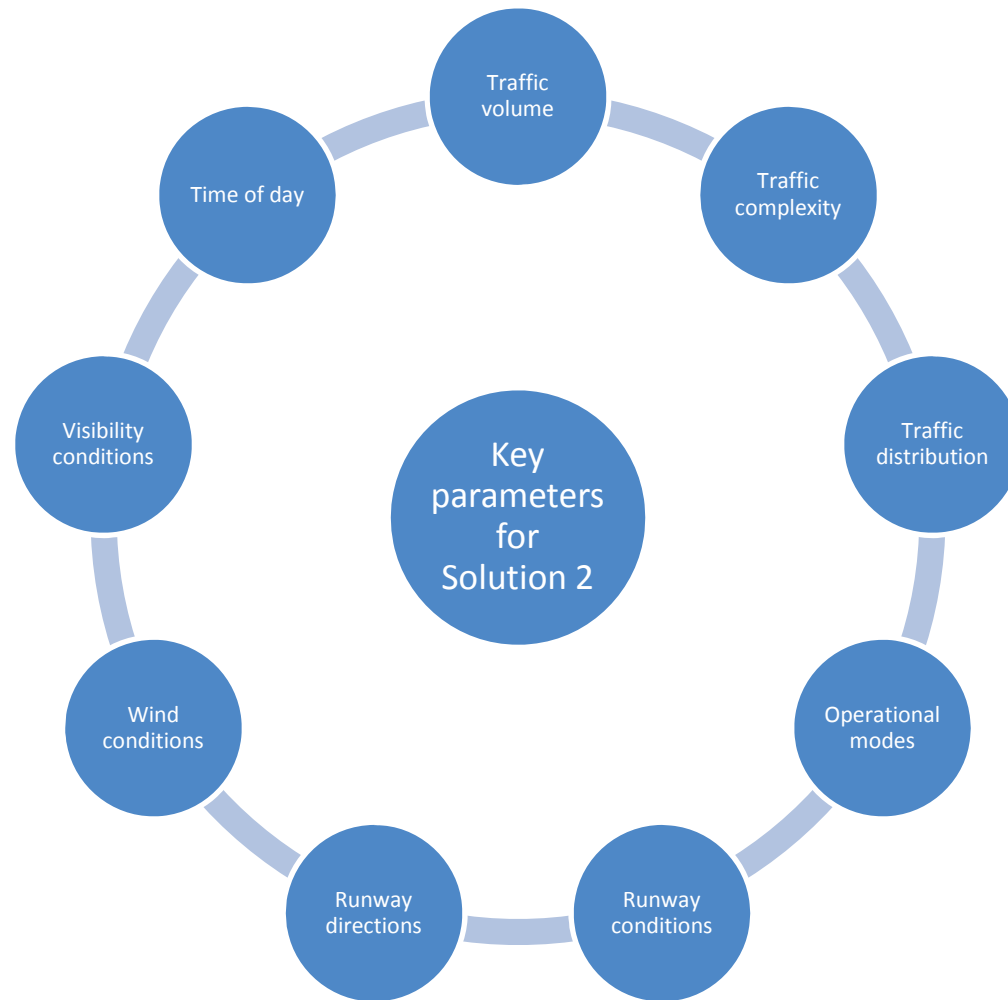 Traffic
volume
Traffic
complexity
Traffic
distribution
Operational
modes
Runway
conditions
Runway
directions
Wind
conditions
Visibility
conditions
Time of day
Key
parameters
for
Solution 2